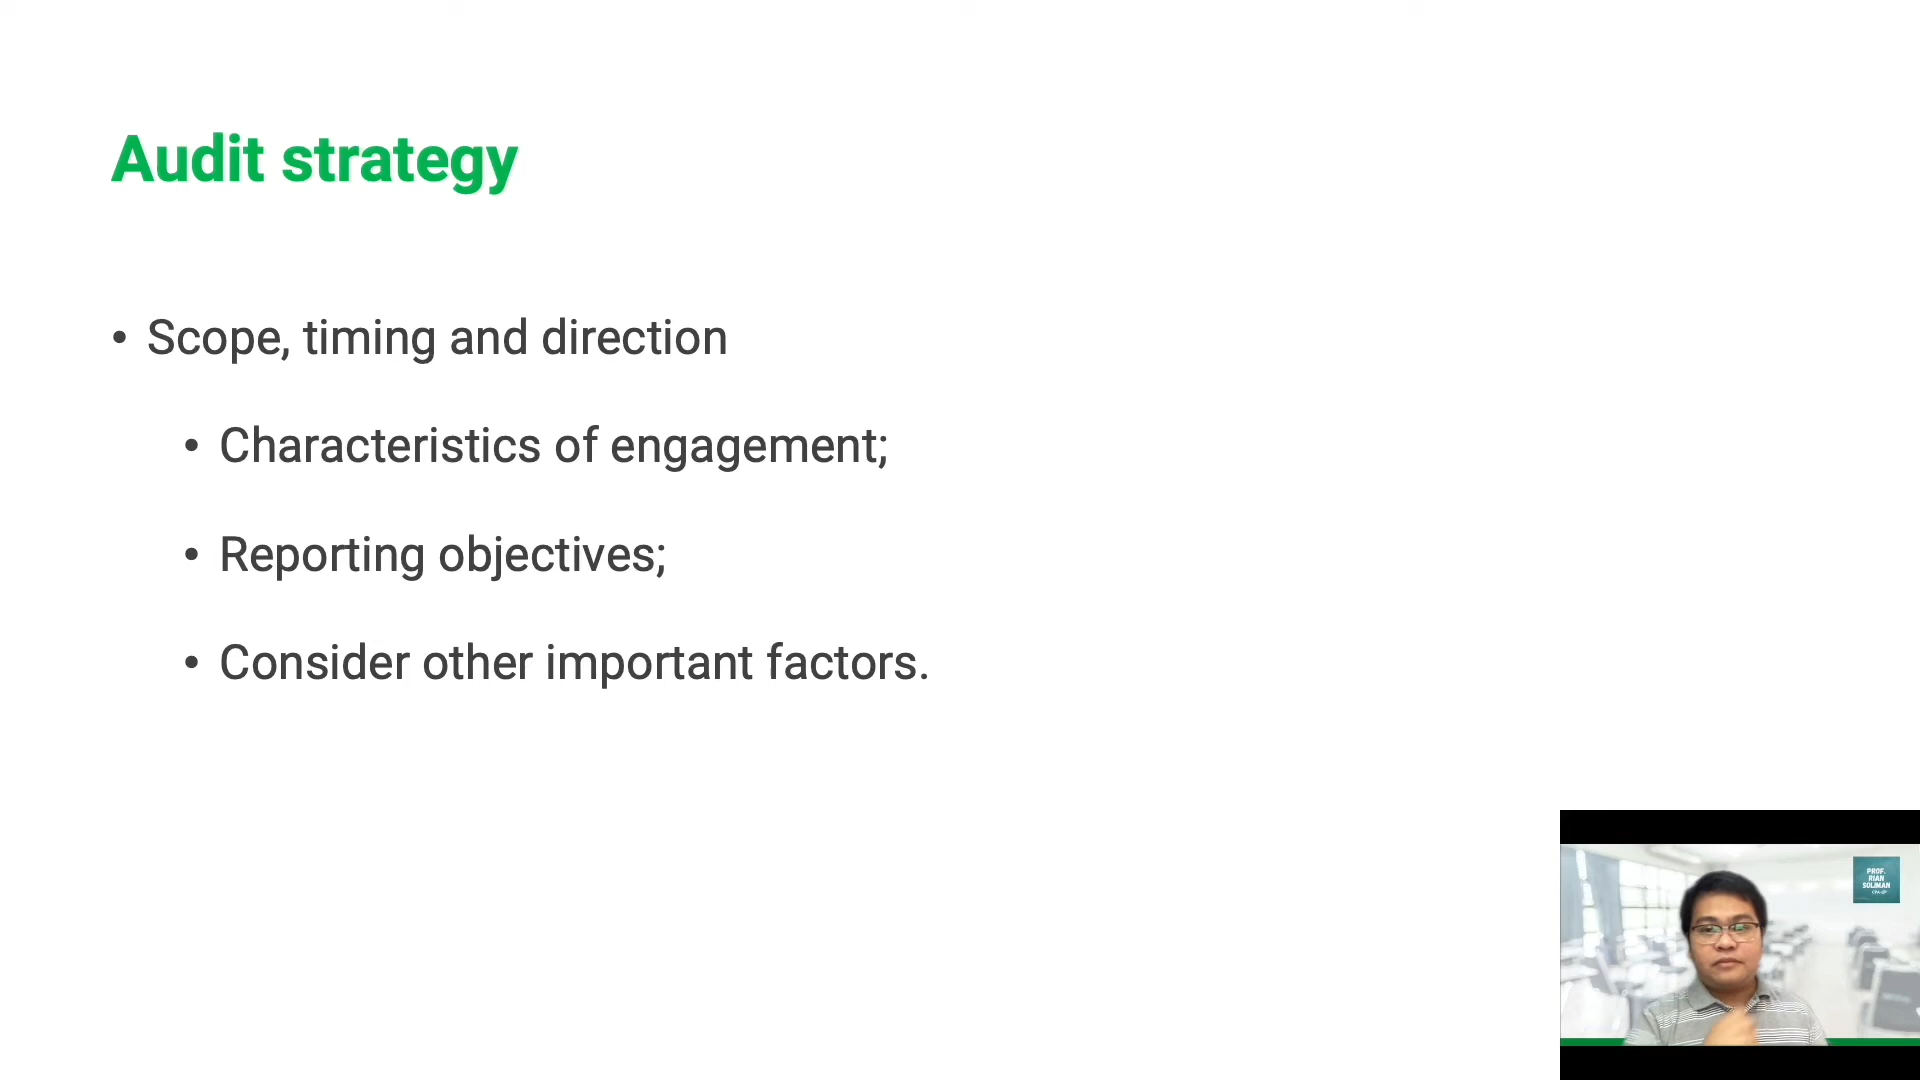 Audit strategy
• Scope, timing and direction
• Characteristics of engagement;
• Reporting objectives;
• Consider other important factors.
PROF.
RIAN
SOLIMAN